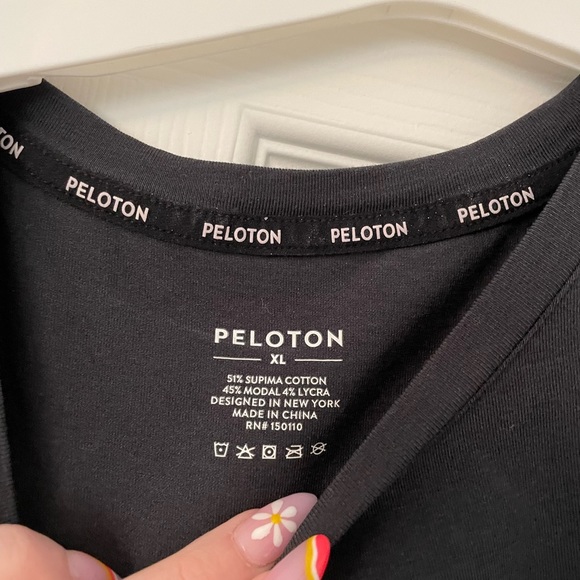 ON
PELOTON
PELOTON
PELOTON
PELOTON
PELOTON
XL
51% SUPIMA COTTON
45% MODAL 4% LYCRA
DESIGNED IN NEW YORK
MADE IN CHINA
RN# 150110